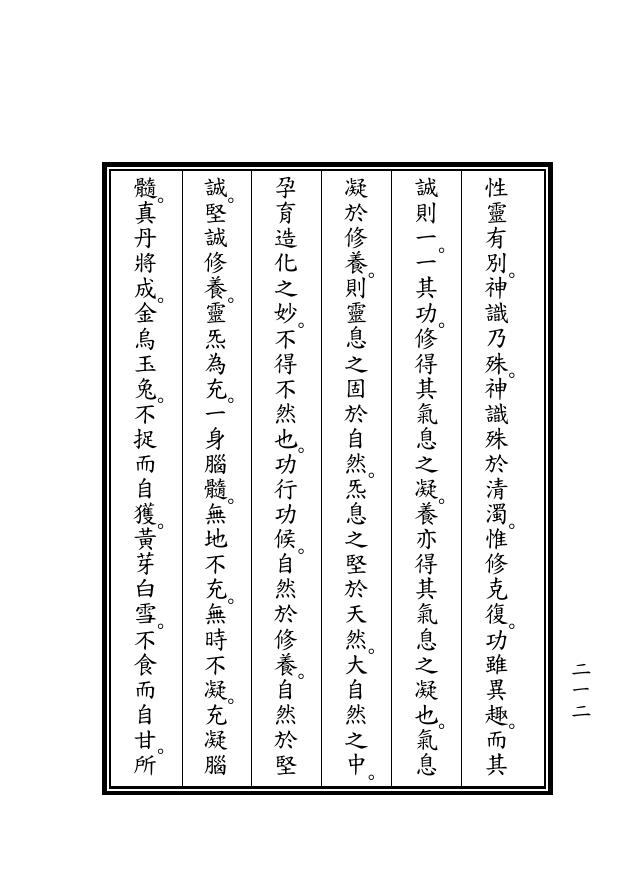 性靈有別。神識乃殊。神識殊於清濁。惟修克復。功雖異趣。而其
誠則一。一其功。修得其氣息之凝。養亦得其氣息之凝也。氣息
凝於修養。則靈息之固於自然。炁息之堅於天然。大自然之中。
孕育造化之妙。不得不然也。功行功候。自然於修養。自然於堅
誠。堅誠修養。靈炁為充。一身腦髓。無地不充。無時不凝。充凝腦
髓。真丹將成。金烏玉兔。不捉而自獲。黃芽白雪。不食而自甘。所
二一二